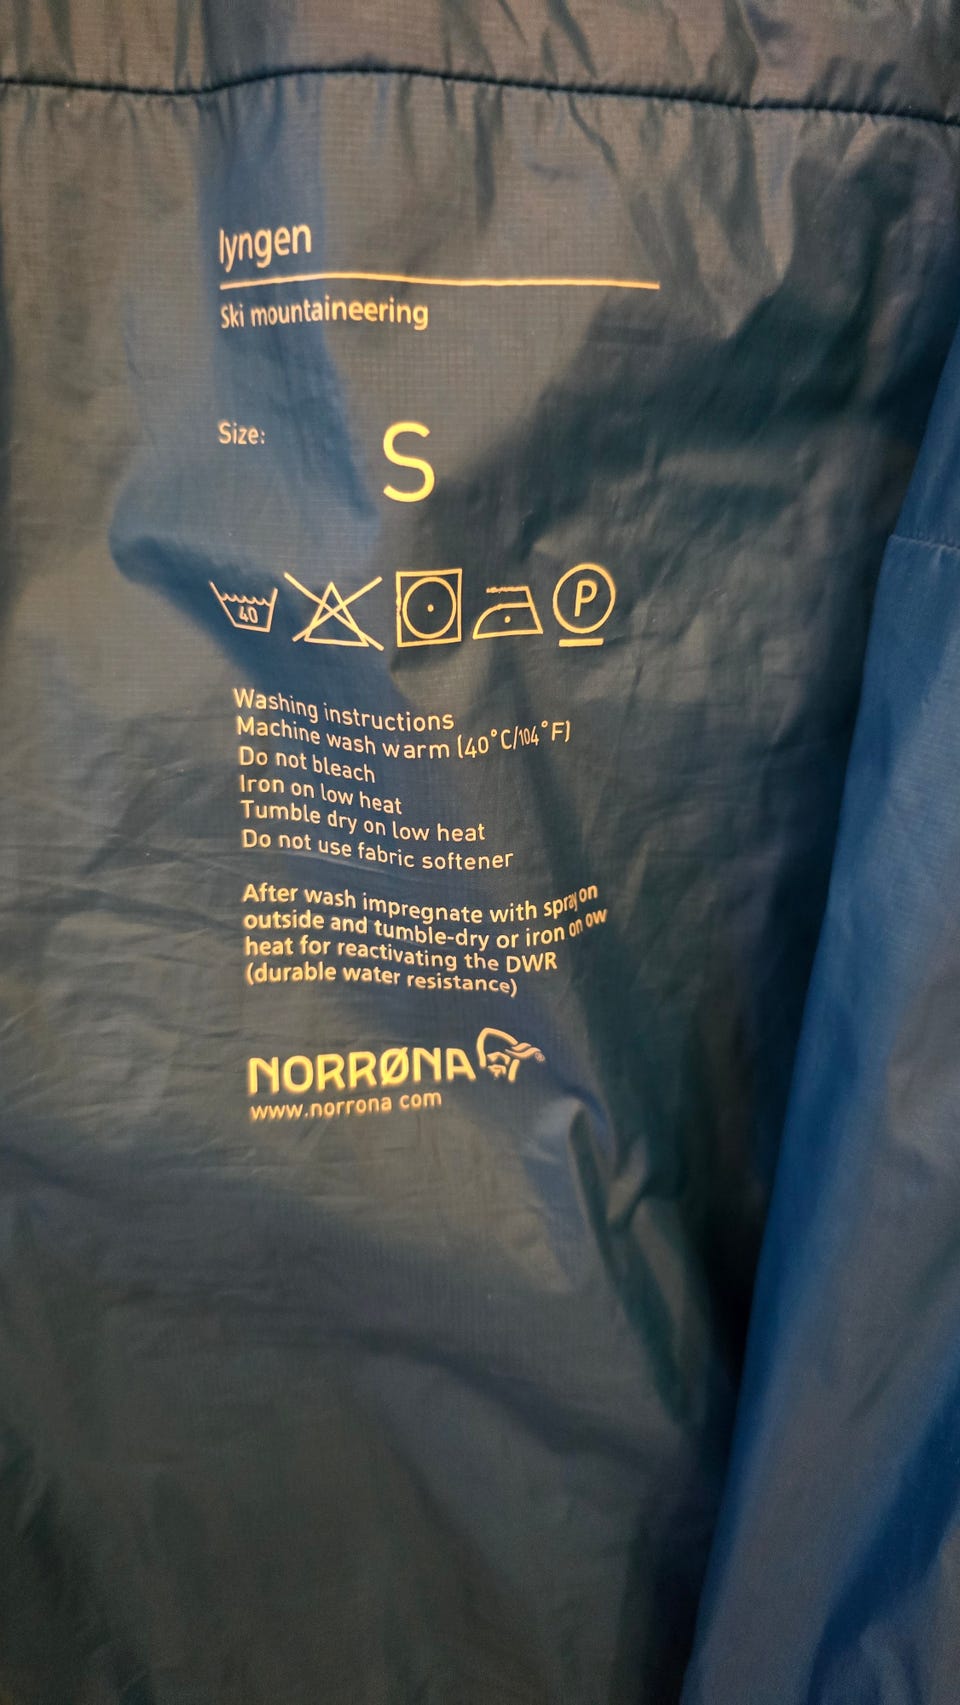 lyngen
Ski mountaineering
Size: S
40 P
Washing instructions
Machine wash warm (40°C/104°F)
Do not bleach
Iron on low heat
Tumble dry on low heat
Do not use fabric softener
After wash impregnate with spray on
outside and tumble-dry or iron on ow
heat for reactivating the DWR
(durable water resistance)
NORRØNA®
www.norrona com